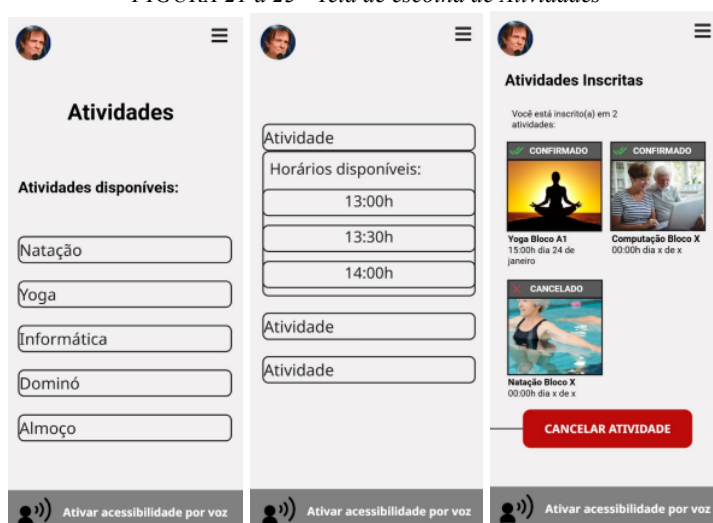 FIGURA 21 a 23 - Tela de escolha de Atividades
Atividades
Atividades disponíveis:
Natação
Yoga
Informática
Dominó
Almoço
Ativar acessibilidade por voz
Atividade
Horários disponíveis:
13:00h
13:30h
14:00h
Atividade
Atividade
Ativar acessibilidade por voz
Atividades Inscritas
Você está inscrito(a) em 2
atividades:
CONFIRMADO
Yoga Bloco A1
15:00h dia 24 de
janeiro
CONFIRMADO
Computação Bloco X
00:00h dia x de x
CANCELADO
Natação Bloco X
00:00h dia x de x
CANCELAR ATIVIDADE
Ativar acessibilidade por voz